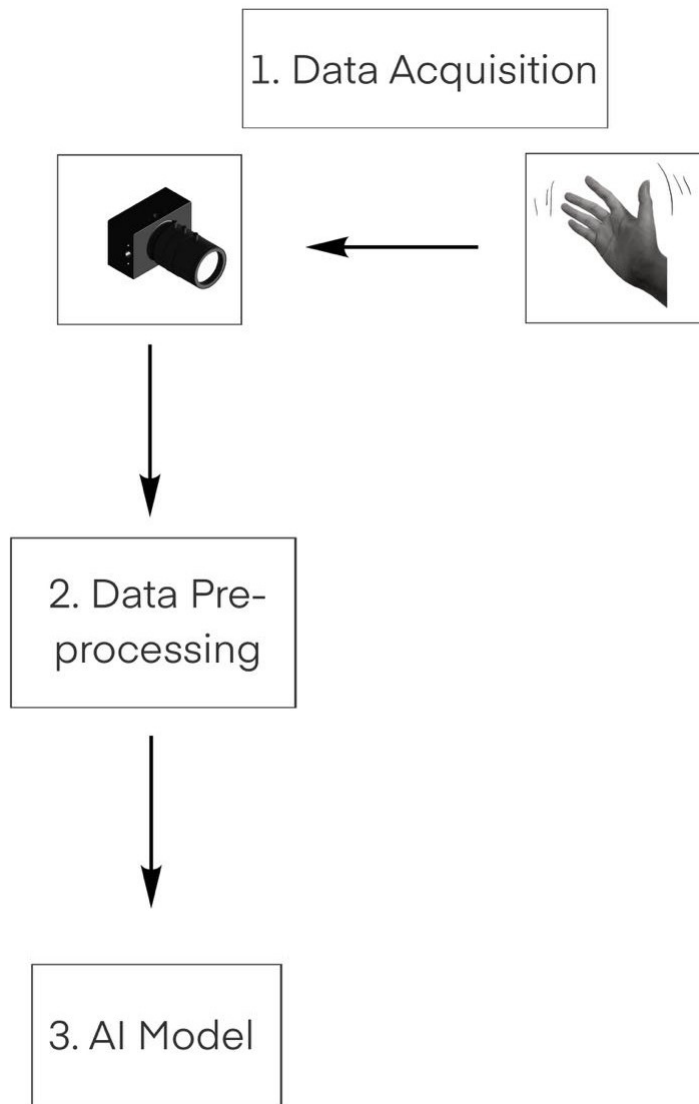 1. Data Acquisition
2. Data Pre-
processing
3. AI Model